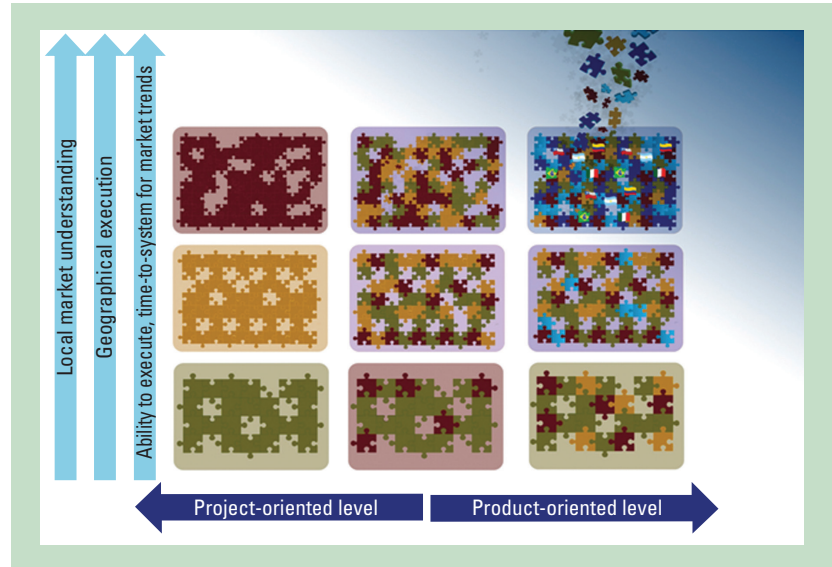 Local market understanding
Geographical execution
Ability to execute, time-to-system for market trends
Project-oriented level
Product-oriented level